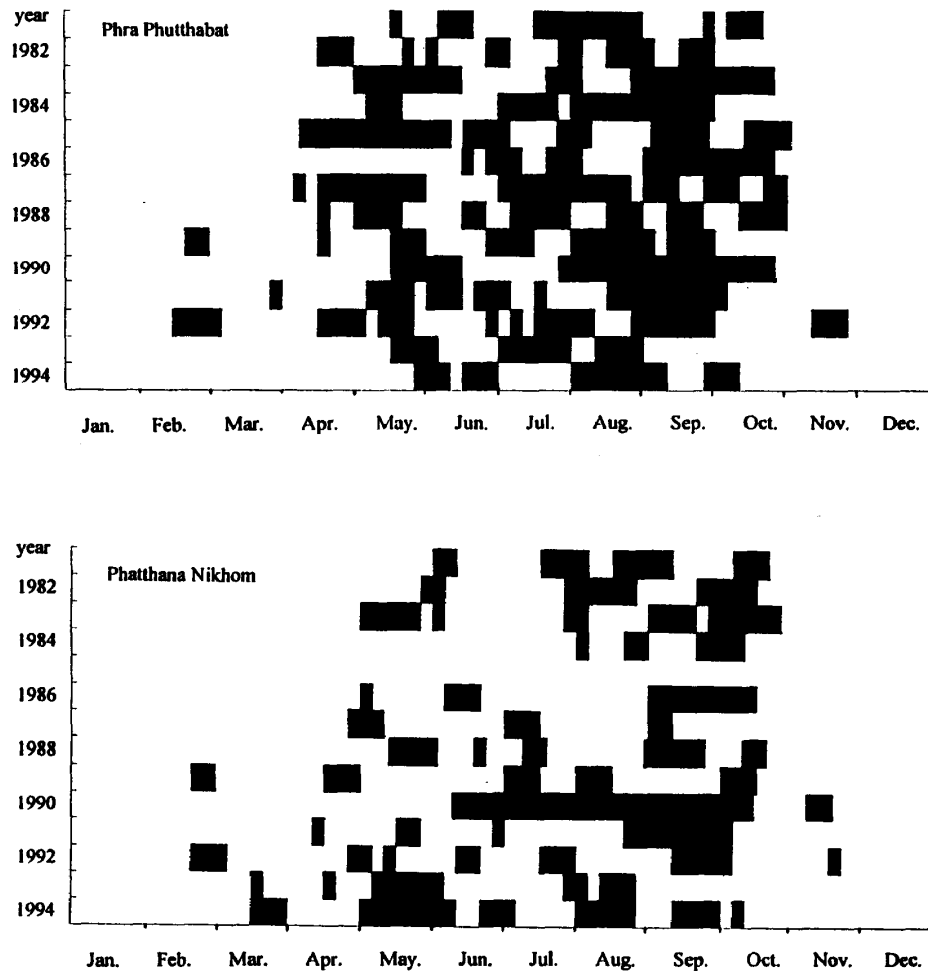 year
Phra Phutthabat
1982
1984
1986
1988
1990
1992
1994
Jan. Feb. Mar. Apr. May. Jun. Jul. Aug. Sep. Oct. Nov. Dec.
year
Phatthana Nikhom
1982
1984
1986
1988
1990
1992
1994
Jan. Feb. Mar. Apr. May. Jun. Jul. Aug. Sep. Oct. Nov. Dec.